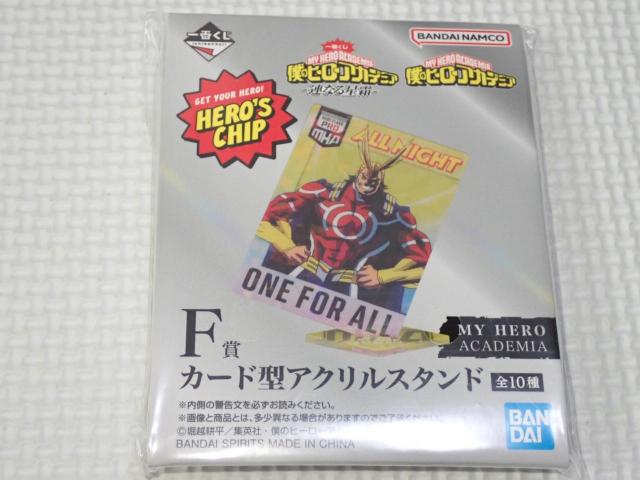 一番くじ
BANDAI NAMCO
一番くじ
MY HERO ACADEMIA
僕のヒーローアカデミア
-連なる星霜-
MY HERO ACADEMIA
僕のヒーローアカデミア
GET YOUR HERO!
HERO'S
CHIP
PRO
MHA
ALL MIGHT
ONE FOR ALL
MY HERO
ACADEMIA
F賞
カード型アクリルスタンド 全10種
※内側の警告文を必ずお読みください。
※画像と商品とは、多少異なる場合がありますのでご了承ください
©堀越耕平/集英社・僕のヒーロー
BANDAI SPIRITS MADE IN CHINA
BAN
DAI